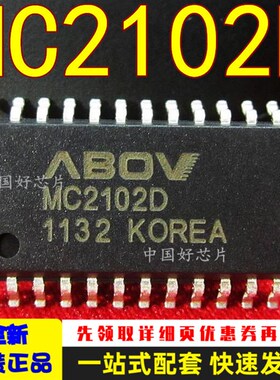 MC2102D
ABOV
MC2102D
中国好芯片
1132 KOREA
中国好芯片
先领取详细页优惠券再
一站式配套 快速发